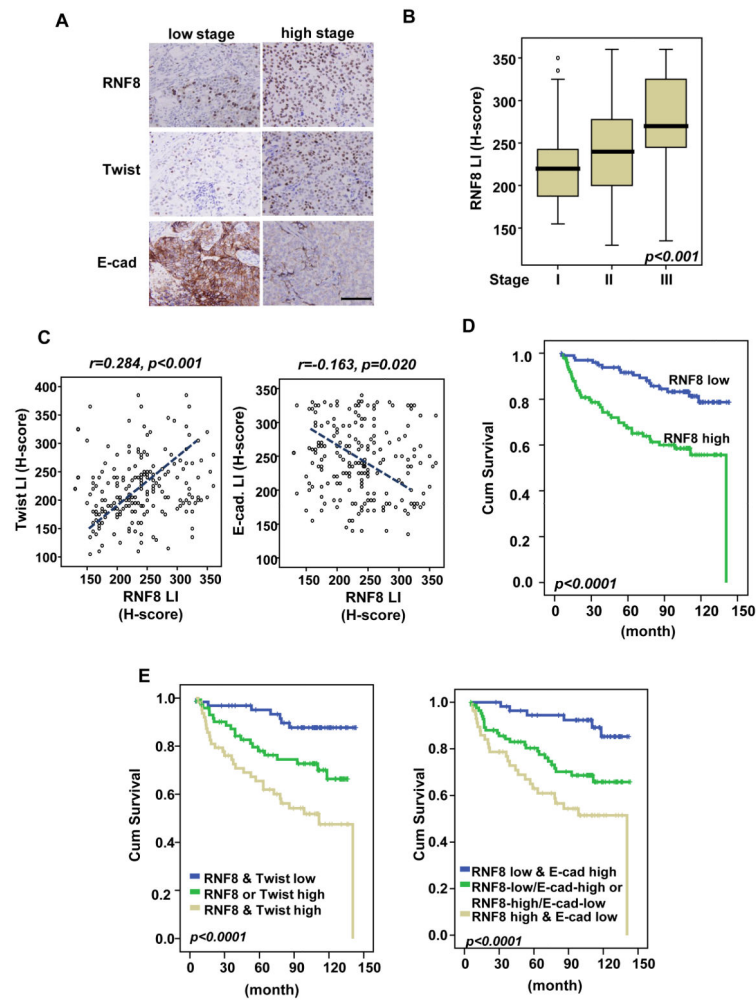 A
low stage high stage
RNF8
Twist
E-cad
B
RNF8 LI (H-score)
350
300
250
200
150
p<0.001
Stage I II III
C
r=0.284, p<0.001
Twist LI (H-score)
400
350
300
250
200
150
100
150 200 250 300 350
RNF8 LI
(H-score)
r=-0.163, p=0.020
E-cad. LI (H-score)
350
300
250
200
150
100
150 200 250 300 350
RNF8 LI
(H-score)
D
Cum Survival
1.0
0.8
0.6
0.4
0.2
0.0
RNF8 low
RNF8 high
p<0.0001
0 30 60 90 120 150
(month)
E
Cum Survival
1.0
0.8
0.6
0.4
0.2
0.0
RNF8 & Twist low
RNF8 or Twist high
RNF8 & Twist high
p<0.0001
0 30 60 90 120 150
(month)
Cum Survival
1.0
0.8
0.6
0.4
0.2
0.0
RNF8 low & E-cad high
RNF8-low/E-cad-high or
RNF8-high/E-cad-low
RNF8 high & E-cad low
p<0.0001
0 30 60 90 120 150
(month)